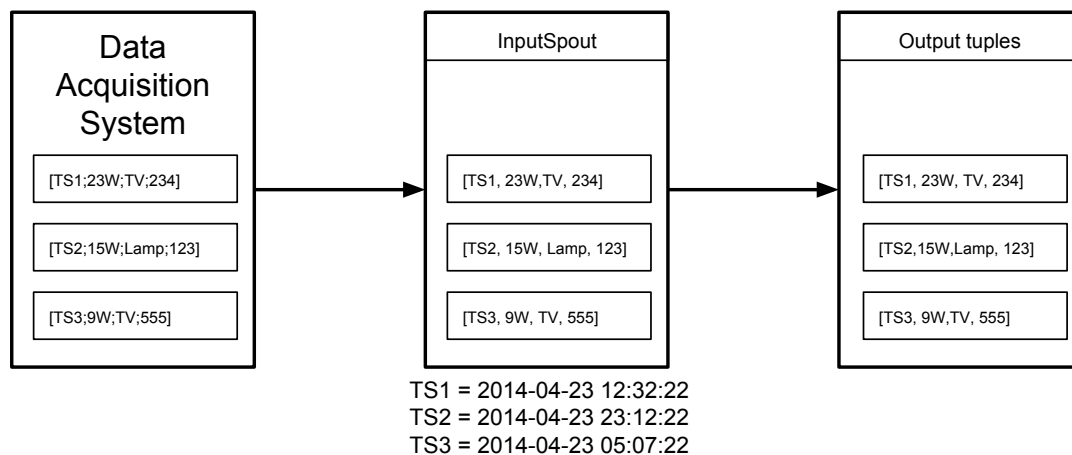 Data
Acquisition
System
[TS1;23W;TV;234]
[TS2;15W;Lamp;123]
[TS3;9W;TV;555]
InputSpout
[TS1, 23W,TV, 234]
[TS2, 15W, Lamp, 123]
[TS3, 9W, TV, 555]
Output tuples
[TS1, 23W, TV, 234]
[TS2,15W,Lamp, 123]
[TS3, 9W,TV, 555]
TS1 = 2014-04-23 12:32:22
TS2 = 2014-04-23 23:12:22
TS3 = 2014-04-23 05:07:22